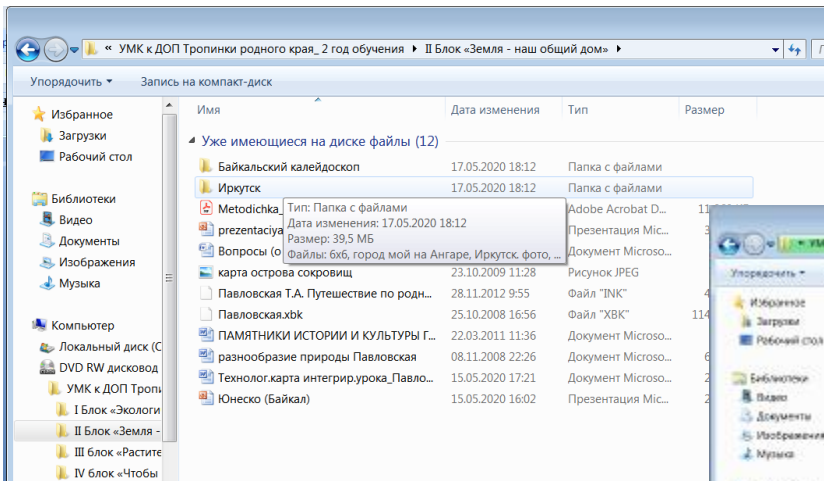 « УМК к ДОП Тропинки родного края_ 2 год обучения ▸ II Блок «Земля - наш общий дом» ▸
Упорядочить ▾ Запись на компакт-диск
Избранное
Загрузки
Рабочий стол
Библиотеки
Видео
Документы
Изображения
Музыка
Компьютер
Локальный диск (C
DVD RW дисковод
УМК к ДОП Тропи
I Блок «Экологи
II Блок «Земля -
III блок «Растите
IV блок «Чтобы
Имя Дата изменения Тип Размер
Уже имеющиеся на диске файлы (12)
Байкальский калейдоскоп 17.05.2020 18:12 Папка с файлами
Иркутск 17.05.2020 18:12 Папка с файлами
Metodichka_ Adobe Acrobat D... 11
prezentaciya Презентация Mic... 3
Вопросы (о Документ Microso...
Тип: Папка с файлами
Дата изменения: 17.05.2020 18:12
Размер: 39,5 МБ
Файлы: 6х6, город мой на Ангаре, Иркутск. фото, ...
карта острова сокровищ 23.10.2009 11:28 Рисунок JPEG
Павловская Т.А. Путешествие по родн... 28.11.2012 9:55 Файл "INK" 4
Павловская.xbk 25.10.2008 16:56 Файл "XBK" 114
ПАМЯТНИКИ ИСТОРИИ И КУЛЬТУРЫ Г... 22.03.2011 11:36 Документ Microso...
разнообразие природы Павловская 08.11.2008 22:26 Документ Microso... 6
Технолог.карта интегрир.урока_Павло... 15.05.2020 17:21 Документ Microso... 2
Юнеско (Байкал) 15.05.2020 16:02 Презентация Mic... 2
« УМ
Упорядочить ▾
Избранное
Загрузки
Рабочий стол
Библиотеки
Видео
Документы
Изображения
Музыка